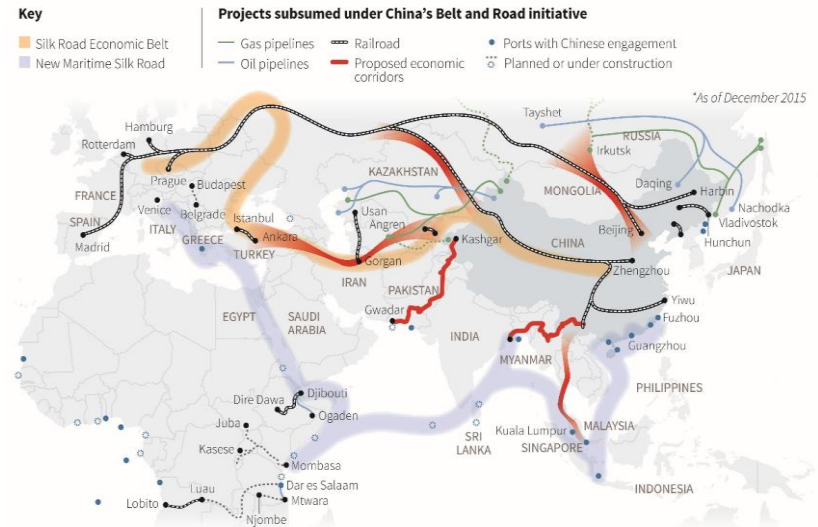 Key
Projects subsumed under China's Belt and Road initiative
Silk Road Economic Belt
New Maritime Silk Road
Gas pipelines
Oil pipelines
Railroad
Proposed economic
corridors
Ports with Chinese engagement
Planned or under construction
*As of December 2015
Tayshet
Hamburg
Rotterdam
RUSSIA
Irkutsk
Prague
Budapest
KAZAKHSTAN
MONGOLIA
Daqing
Harbin
FRANCE
Venice
Belgrade
Istanbul
Usan
Nachodka
SPAIN
ITALY
Angren
Vladivostok
Madrid
GREECE
Ankara
Kashgar
Beijing
Hunchun
TURKEY
CHINA
Gorgan
Zhengzhou
JAPAN
IRAN
PAKISTAN
Yiwu
EGYPT
SAUDI
ARABIA
Gwadar
Fuzhou
INDIA
Guangzhou
MYANMAR
PHILIPPINES
Dire Dawa
Djibouti
Ogaden
Juba
SRI
LANKA
Kuala Lumpur
MALAYSIA
SINGAPORE
Kasese
Mombasa
INDONESIA
Luau
Dar es Salaam
Lobito
Mtwara
Njombe